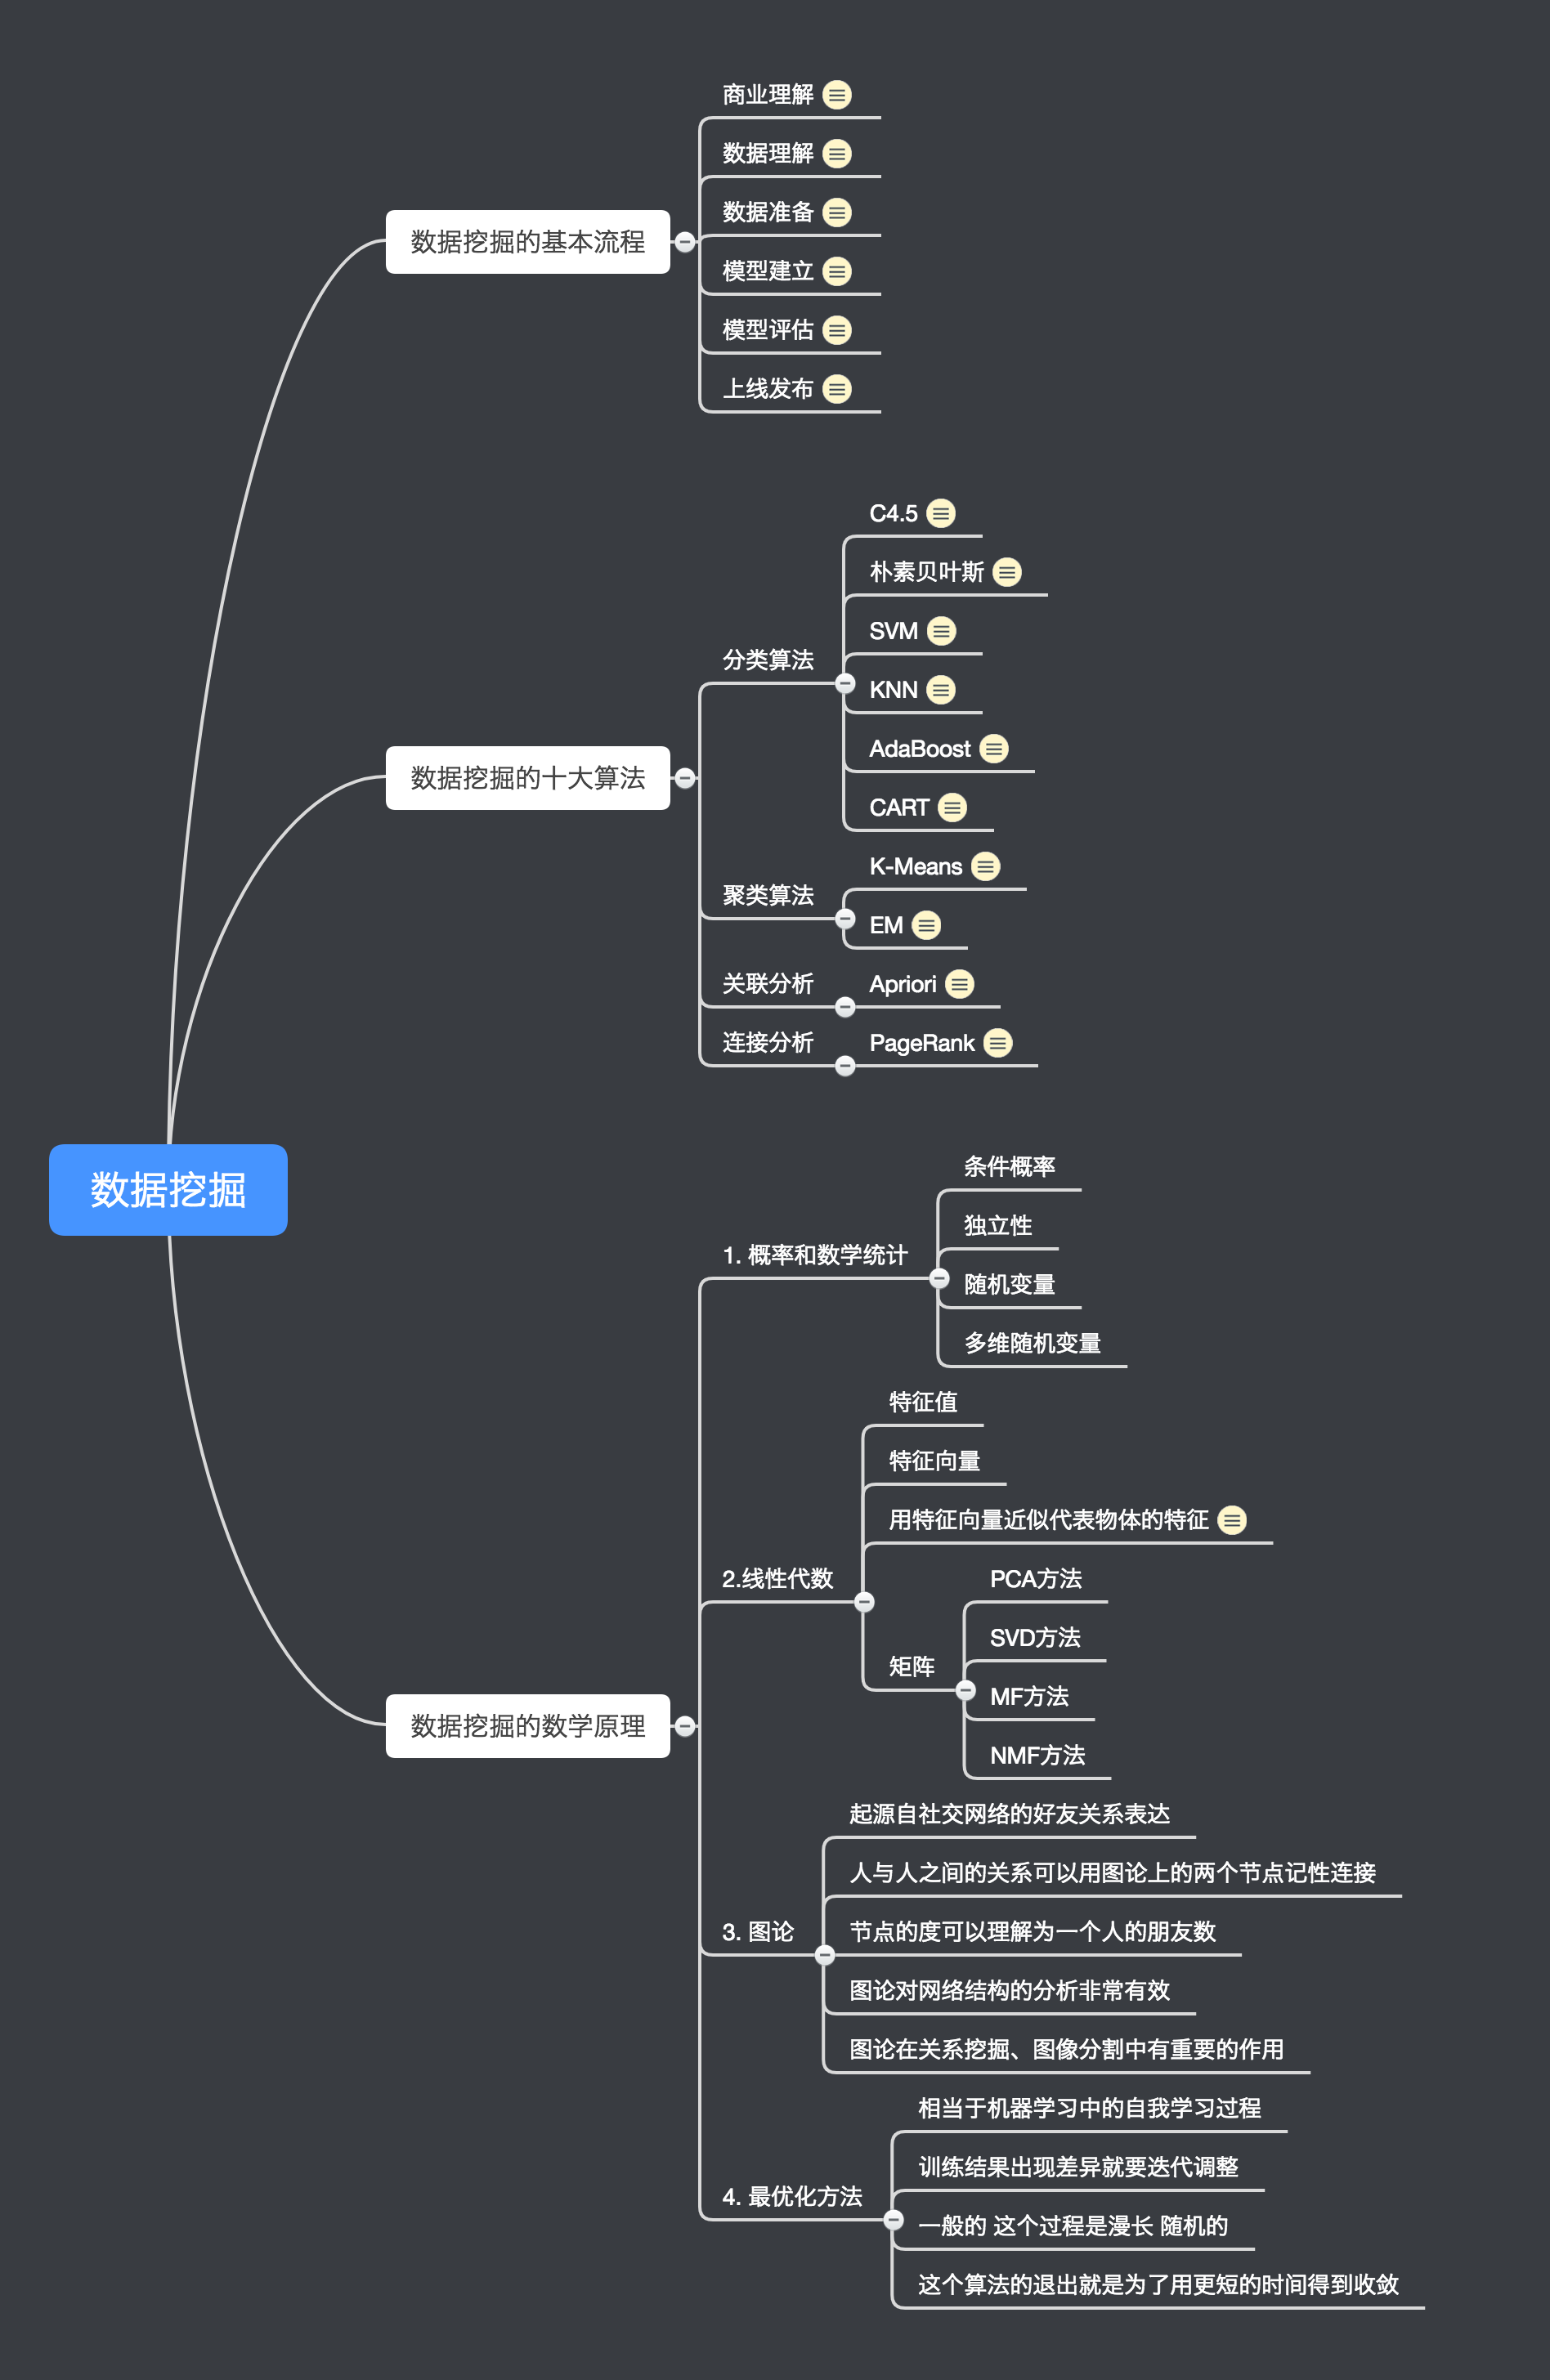 商业理解
数据理解
数据准备
数据挖掘的基本流程
模型建立
模型评估
上线发布
C4.5
朴素贝叶斯
SVM
分类算法
KNN
AdaBoost
数据挖掘的十大算法
CART
K-Means
聚类算法
EM
关联分析
Apriori
连接分析
PageRank
数据挖掘
条件概率
独立性
1. 概率和数学统计
随机变量
多维随机变量
特征值
特征向量
用特征向量近似代表物体的特征
2.线性代数
PCA方法
SVD方法
矩阵
MF方法
数据挖掘的数学原理
NMF方法
起源自社交网络的好友关系表达
人与人之间的关系可以用图论上的两个节点记性连接
3. 图论
节点的度可以理解为一个人的朋友数
图论对网络结构的分析非常有效
图论在关系挖掘、图像分割中有重要的作用
相当于机器学习中的自我学习过程
训练结果出现差异就要迭代调整
4. 最优化方法
一般的 这个过程是漫长 随机的
这个算法的退出就是为了用更短的时间得到收敛